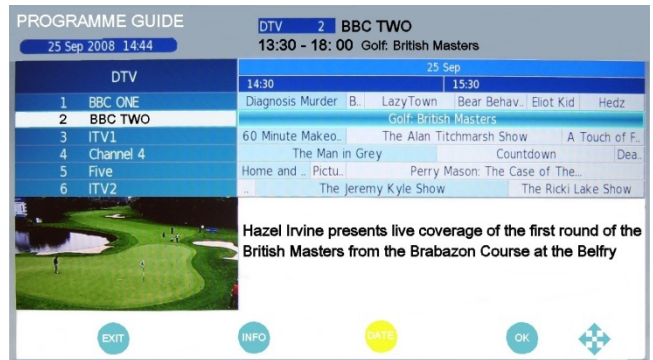 PROGRAMME GUIDE
25 Sep 2008 14:44
DTV 2 BBC TWO
13:30 - 18: 00 Golf: British Masters
DTV
25 Sep
14:30 15:30
1 BBC ONE Diagnosis Murder B.. LazyTown Bear Behav.. Eliot Kid Hedz
2 BBC TWO Golf: British Masters
3 ITV1 60 Minute Makeo.. The Alan Titchmarsh Show A Touch of F..
4 Channel 4 The Man in Grey Countdown Dea..
5 Five Home and .. Pictu.. Perry Mason: The Case of The...
6 ITV2 .. The Jeremy Kyle Show The Ricki Lake Show
Hazel Irvine presents live coverage of the first round of the
British Masters from the Brabazon Course at the Belfry
EXIT INFO DATE OK